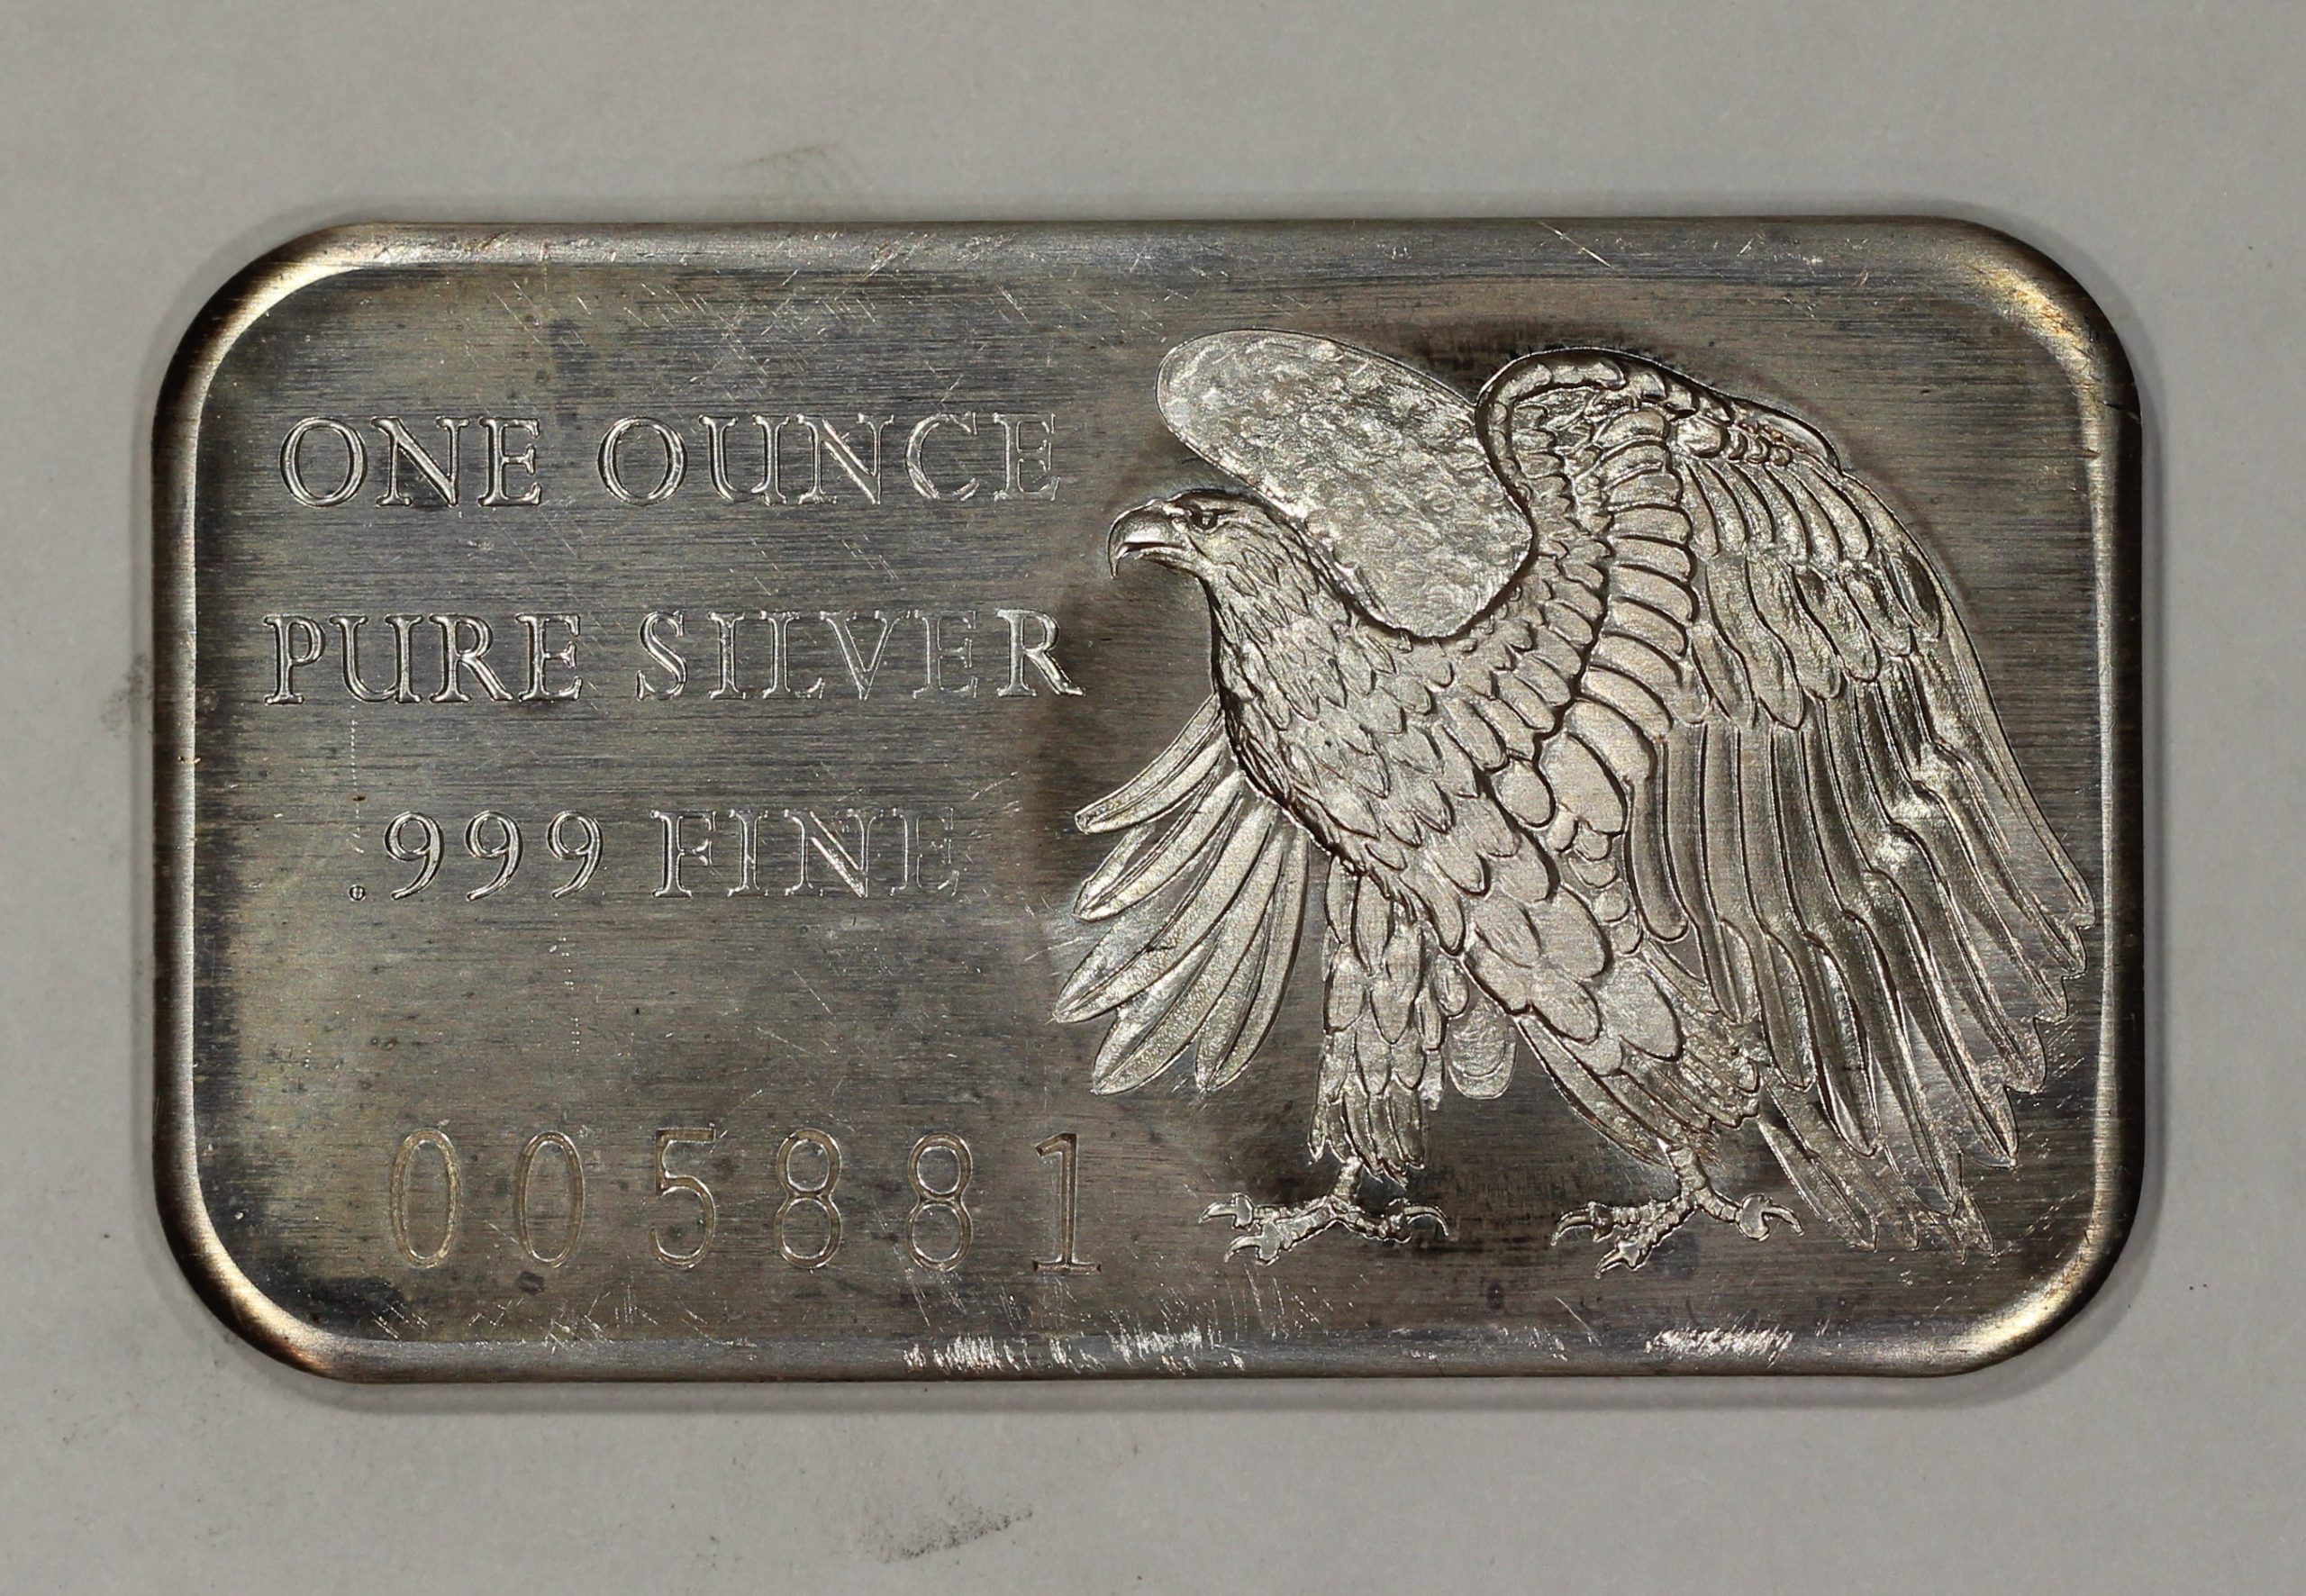 ONE OUNCE
PURE SILVER
.999 FINE
005881